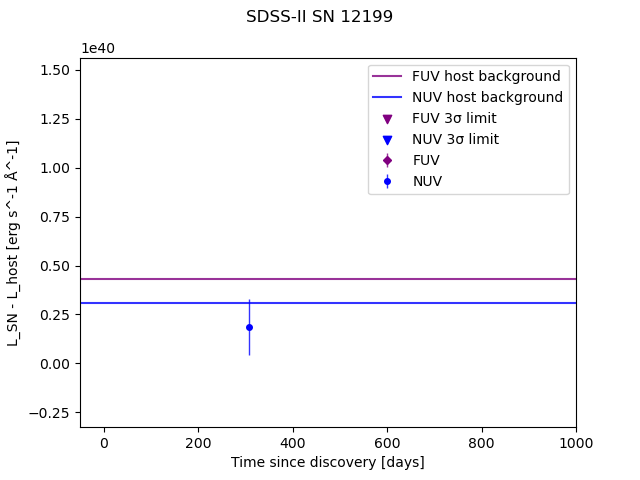 SDSS-II SN 12199
1e40
1.50
1.25
1.00
0.75
0.50
0.25
0.00
−0.25
L_SN - L_host [erg s^-1 Å^-1]
FUV host background
NUV host background
FUV 3σ limit
NUV 3σ limit
FUV
NUV
0 200 400 600 800 1000
Time since discovery [days]